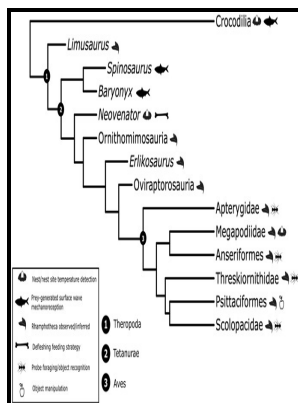 Crocodilia
Limusaurus
Spinosaurus
Baryonyx
Neovenator
Ornithomimosauria
Erlikosaurus
Oviraptorosauria
Apterygidae
Megapodiidae
Anseriformes
Threskiornithidae
Psittaciformes
Scolopacidae
1
2
3
Nest/nest site temperature detection
Prey-generated surface wave
mechanoreception
Rhamphotheca observed/inferred
Defleshing feeding strategy
Probe foraging/object recognition
Object manipulation
1 Theropoda
2 Tetanurae
3 Aves